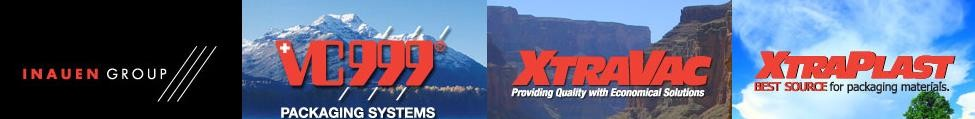 INAUEN GROUP
VC999®
PACKAGING SYSTEMS
XTRAVAC
Providing Quality with Economical Solutions
XTRAPLAST
BEST SOURCE for packaging materials.